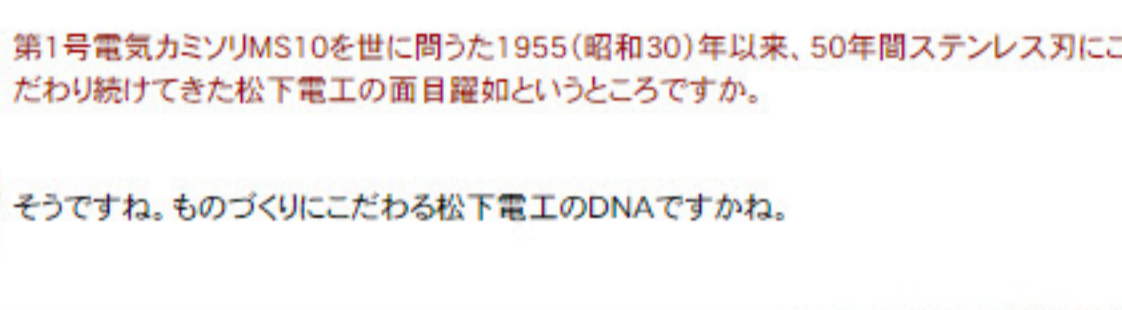 第1号電気カミソリMS10を世に問うた1955(昭和30)年以来、50年間ステンレス刃にこ
だわり続けてきた松下電工の面目躍如というところですか。
そうですね。ものづくりにこだわる松下電工のDNAですかね。